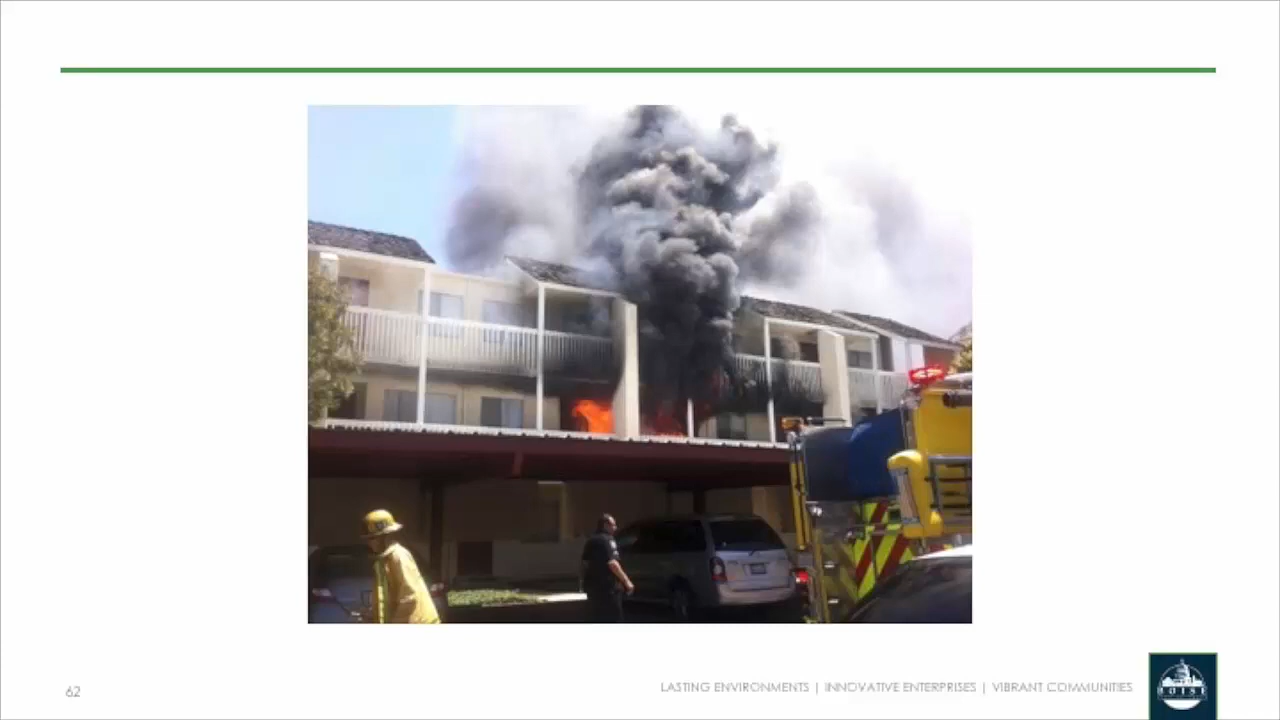 62
LASTING ENVIRONMENTS | INNOVATIVE ENTERPRISES | VIBRANT COMMUNITIES
BOISE